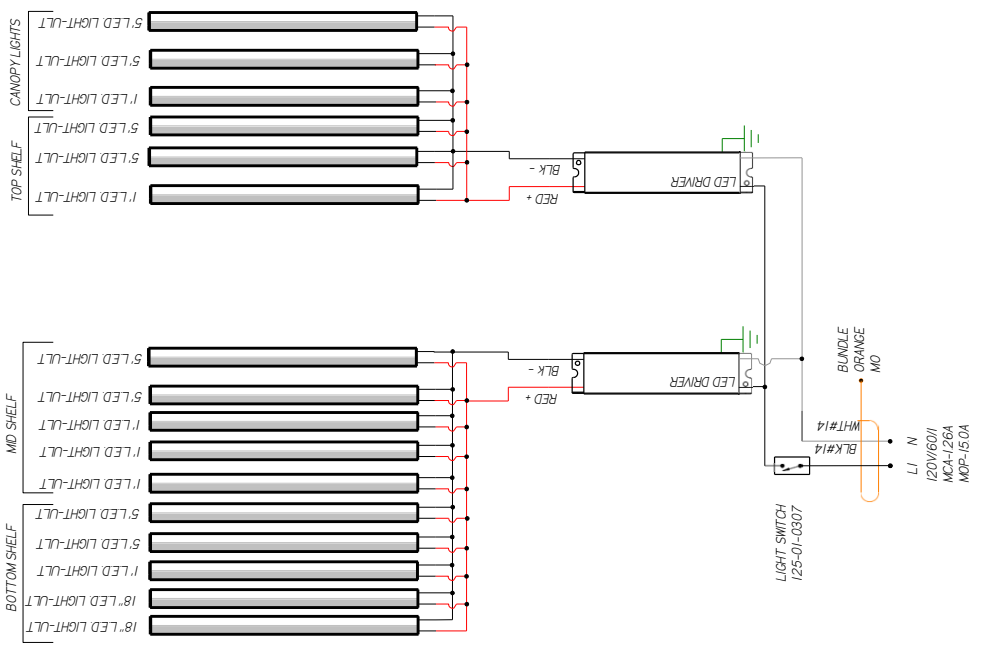 CANOPY LIGHTS
5' LED LIGHT-ULT
5' LED LIGHT-ULT
1' LED LIGHT-ULT
TOP SHELF
5' LED LIGHT-ULT
5' LED LIGHT-ULT
1' LED LIGHT-ULT
BLK -
RED +
LED DRIVER
MID SHELF
5' LED LIGHT-ULT
5' LED LIGHT-ULT
1' LED LIGHT-ULT
1' LED LIGHT-ULT
1' LED LIGHT-ULT
BLK -
RED +
LED DRIVER
BOTTOM SHELF
5' LED LIGHT-ULT
5' LED LIGHT-ULT
1' LED LIGHT-ULT
18" LED LIGHT-ULT
18" LED LIGHT-ULT
BUNDLE
ORANGE
MO
WHT#14
BLK#14
N
L1
120V/60/1
MCA-1.26A
MOP-15.0A
LIGHT SWITCH
125-01-0307